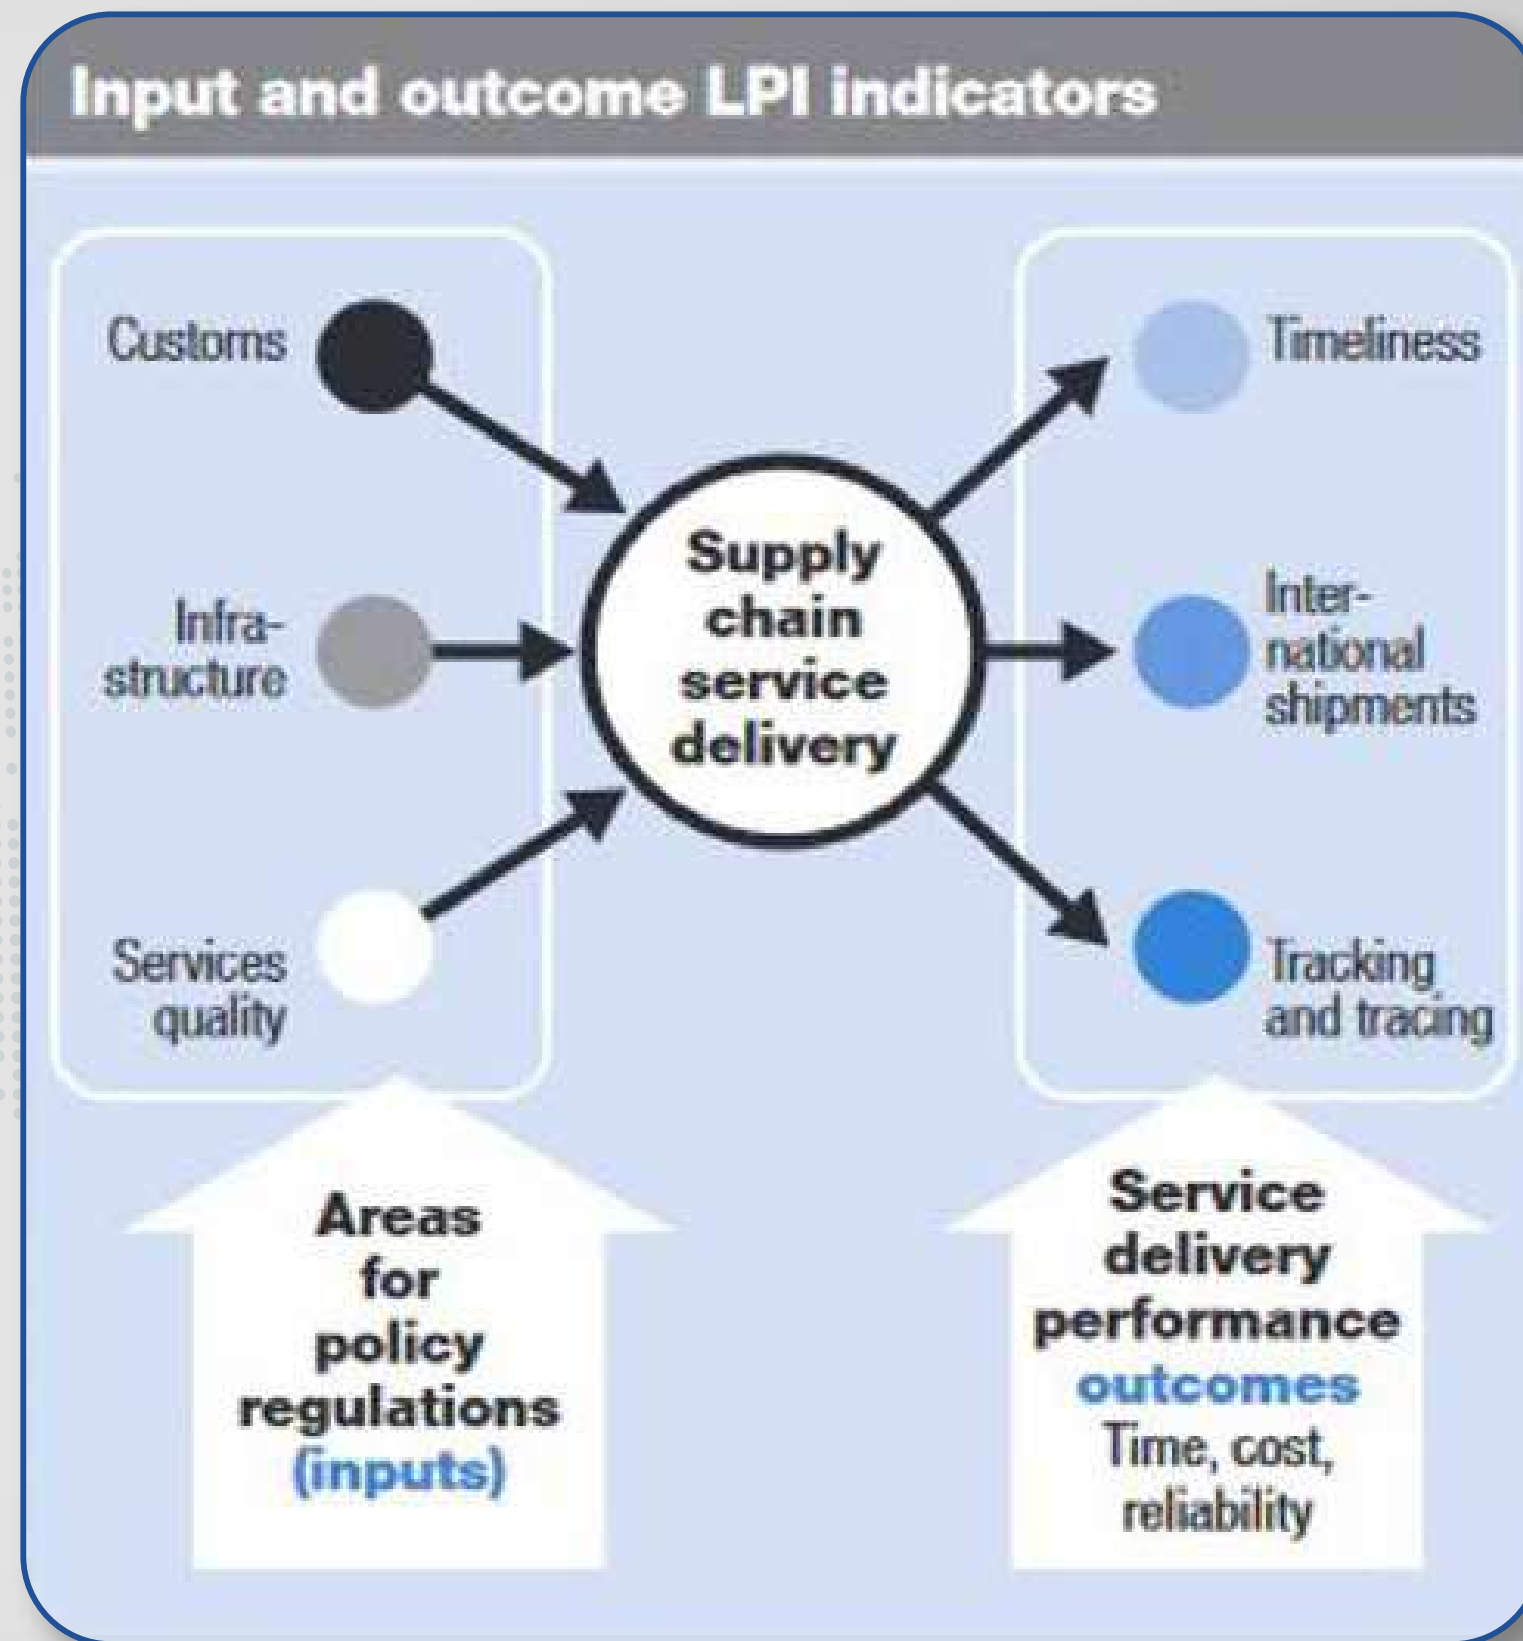 Input and outcome LPI indicators
Customs
Infra-
structure
Services
quality
Supply
chain
service
delivery
Timeliness
Inter-
national
shipments
Tracking
and tracing
Areas
for
policy
regulations
(inputs)
Service
delivery
performance
outcomes
Time, cost,
reliability